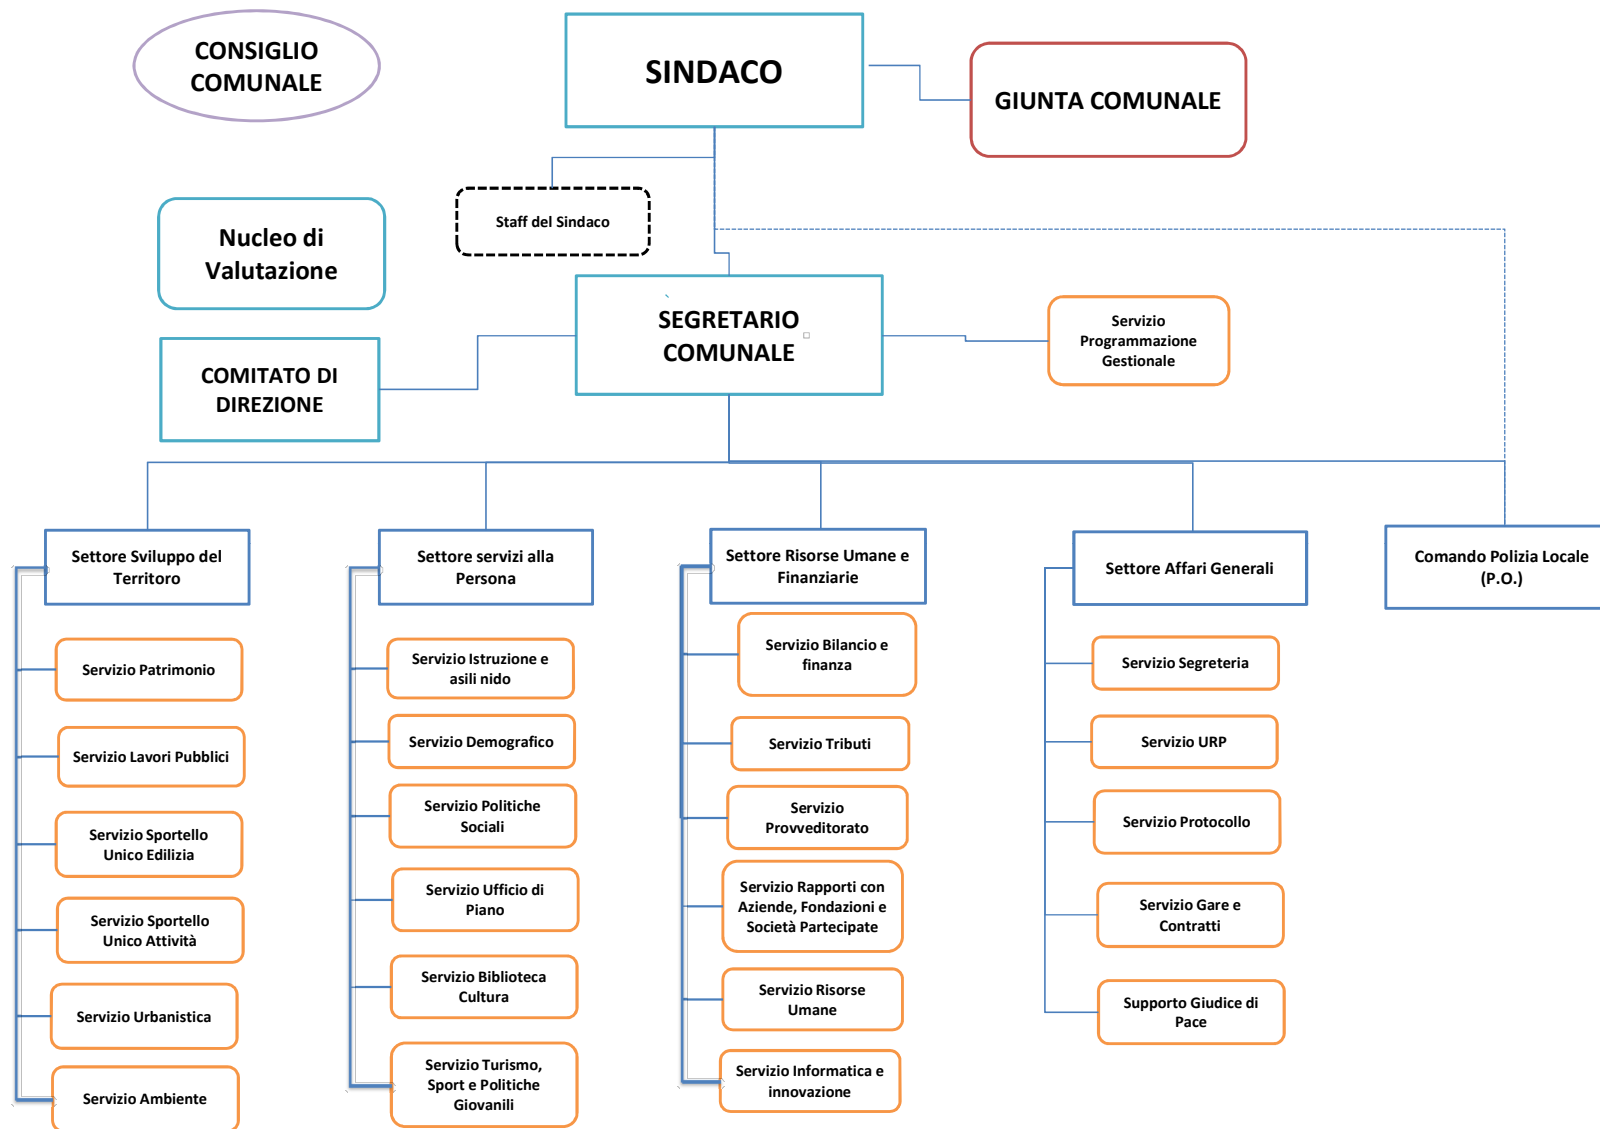 CONSIGLIO
COMUNALE
SINDACO
GIUNTA COMUNALE
Staff del Sindaco
Nucleo di
Valutazione
SEGRETARIO
COMUNALE
Servizio
Programmazione
Gestionale
COMITATO DI
DIREZIONE
Settore Sviluppo del
Territoro
Servizio Patrimonio
Servizio Lavori Pubblici
Servizio Sportello
Unico Edilizia
Servizio Sportello
Unico Attività
Servizio Urbanistica
Servizio Ambiente
Settore servizi alla
Persona
Servizio Istruzione e
asili nido
Servizio Demografico
Servizio Politiche
Sociali
Servizio Ufficio di
Piano
Servizio Biblioteca
Cultura
Servizio Turismo,
Sport e Politiche
Giovanili
Settore Risorse Umane e
Finanziarie
Servizio Bilancio e
finanza
Servizio Tributi
Servizio
Provveditorato
Servizio Rapporti con
Aziende, Fondazioni e
Società Partecipate
Servizio Risorse
Umane
Servizio Informatica e
innovazione
Settore Affari Generali
Servizio Segreteria
Servizio URP
Servizio Protocollo
Servizio Gare e
Contratti
Supporto Giudice di
Pace
Comando Polizia Locale
(P.O.)